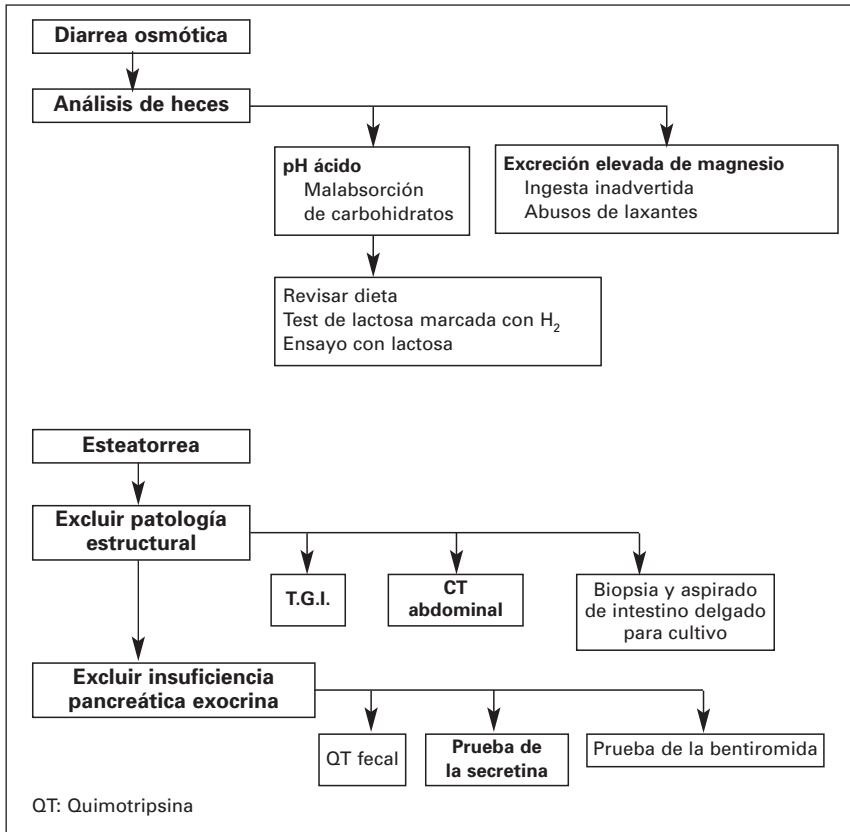 Diarrea osmótica
Análisis de heces
pH ácido
Malabsorción
de carbohidratos
Excreción elevada de magnesio
Ingesta inadvertida
Abusos de laxantes
Revisar dieta
Test de lactosa marcada con H₂
Ensayo con lactosa
Esteatorrea
Excluir patología
estructural
T.G.I.
CT
abdominal
Biopsia y aspirado
de intestino delgado
para cultivo
Excluir insuficiencia
pancreática exocrina
QT fecal
Prueba de
la secretina
Prueba de la bentiromida
QT: Quimotripsina